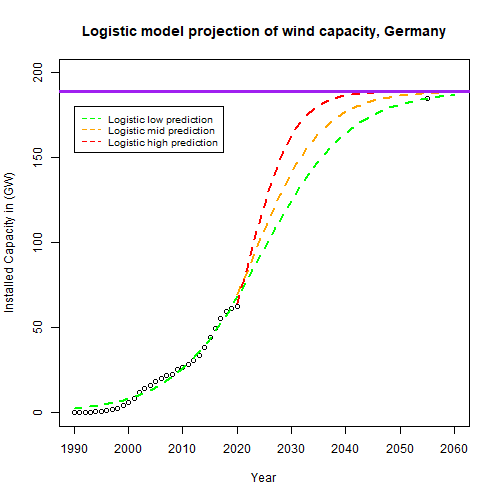 Logistic model projection of wind capacity, Germany
Installed Capacity in (GW)
200
150
100
50
0
Logistic low prediction
Logistic mid prediction
Logistic high prediction
1990 2000 2010 2020 2030 2040 2050 2060
Year